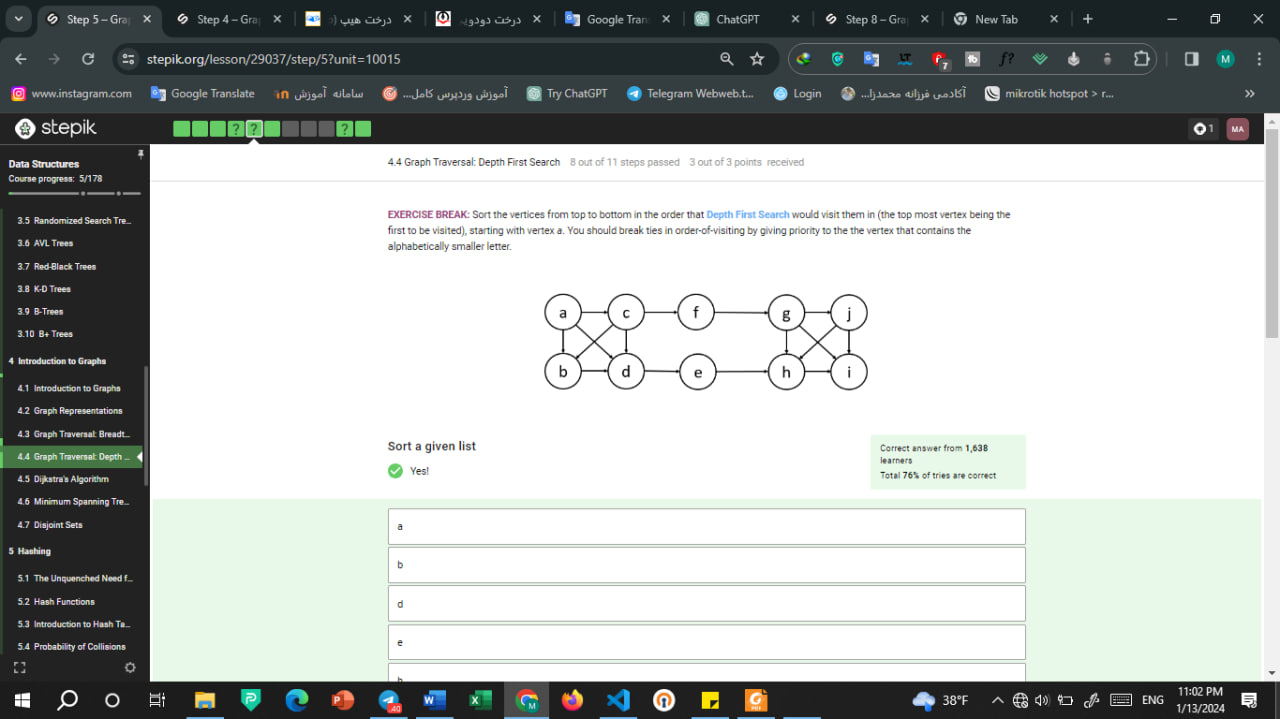 Step 5 – Gra
Step 4 – Gra
درخت هیپ (
درخت دودوی
Google Tran
ChatGPT
Step 8 – Gra
New Tab
stepik.org/lesson/29037/step/5?unit=10015
7
M
www.instagram.com
Google Translate
سامانه آموزش
آموزش وردپرس کامل...
Try ChatGPT
Telegram Webweb.t...
Login
آکادمی فرزانه محمدزا...
mikrotik hotspot > r...
»
stepik
?
?
?
1
MA
Data Structures
Course progress: 5/178
3.5 Randomized Search Tre...
3.6 AVL Trees
3.7 Red-Black Trees
3.8 K-D Trees
3.9 B-Trees
3.10 B+ Trees
4 Introduction to Graphs
4.1 Introduction to Graphs
4.2 Graph Representations
4.3 Graph Traversal: Breadt...
4.4 Graph Traversal: Depth ...
4.5 Dijkstra's Algorithm
4.6 Minimum Spanning Tre...
4.7 Disjoint Sets
5 Hashing
5.1 The Unquenched Need f...
5.2 Hash Functions
5.3 Introduction to Hash Ta...
5.4 Probability of Collisions
4.4 Graph Traversal: Depth First Search 8 out of 11 steps passed 3 out of 3 points received
EXERCISE BREAK: Sort the vertices from top to bottom in the order that Depth First Search would visit them in (the top most vertex being the
first to be visited), starting with vertex a. You should break ties in order-of-visiting by giving priority to the the vertex that contains the
alphabetically smaller letter.
a c f g j
b d e h i
Sort a given list
Yes!
Correct answer from 1,638
learners
Total 76% of tries are correct
a
b
d
e
h
38°F
ENG
11:02 PM
1/13/2024